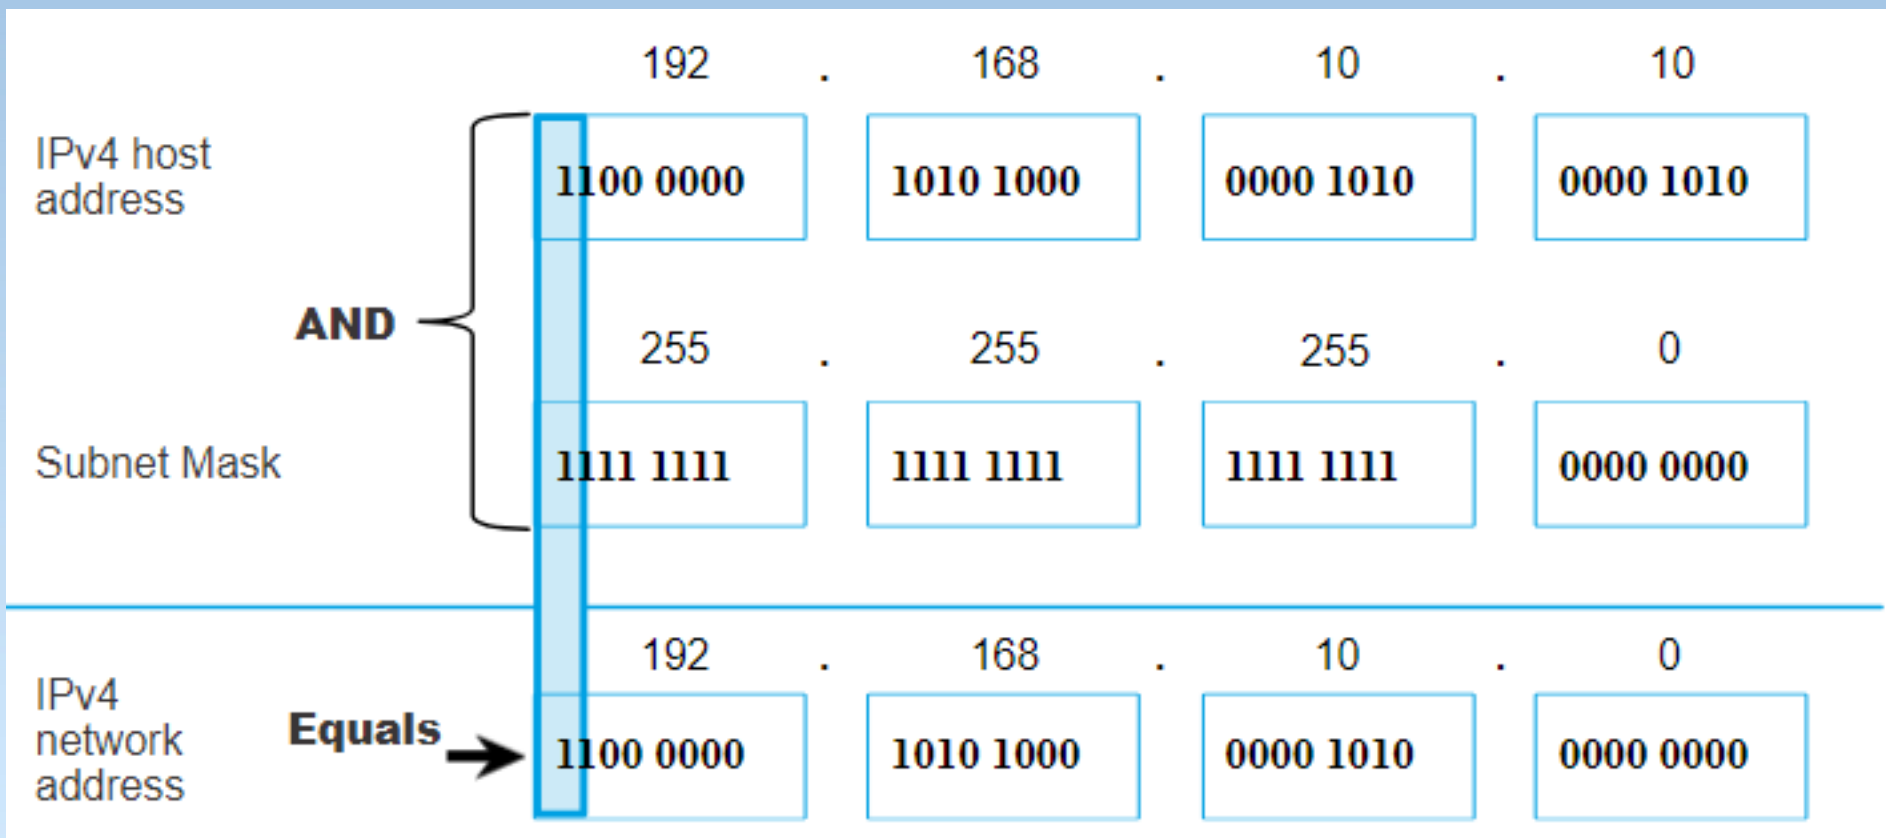 192 . 168 . 10 . 10
IPv4 host
address
1100 0000 1010 1000 0000 1010 0000 1010
AND
255 . 255 . 255 . 0
Subnet Mask
1111 1111 1111 1111 1111 1111 0000 0000
192 . 168 . 10 . 0
IPv4
network
address
Equals
1100 0000 1010 1000 0000 1010 0000 0000